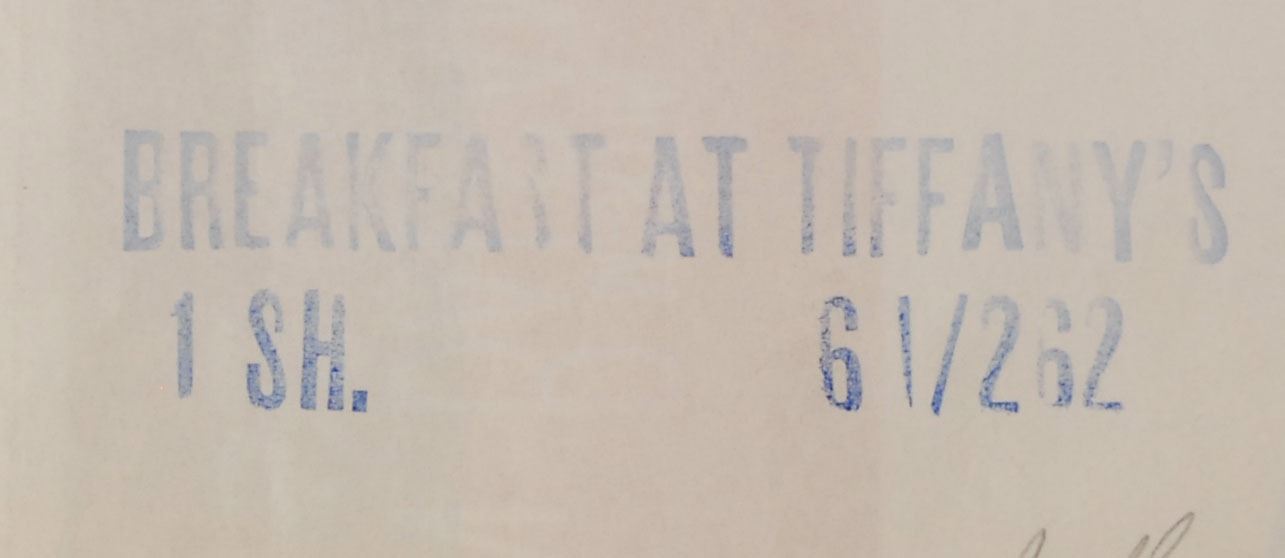 BREAKFAST AT TIFFANY'S
1 SH. 61/262